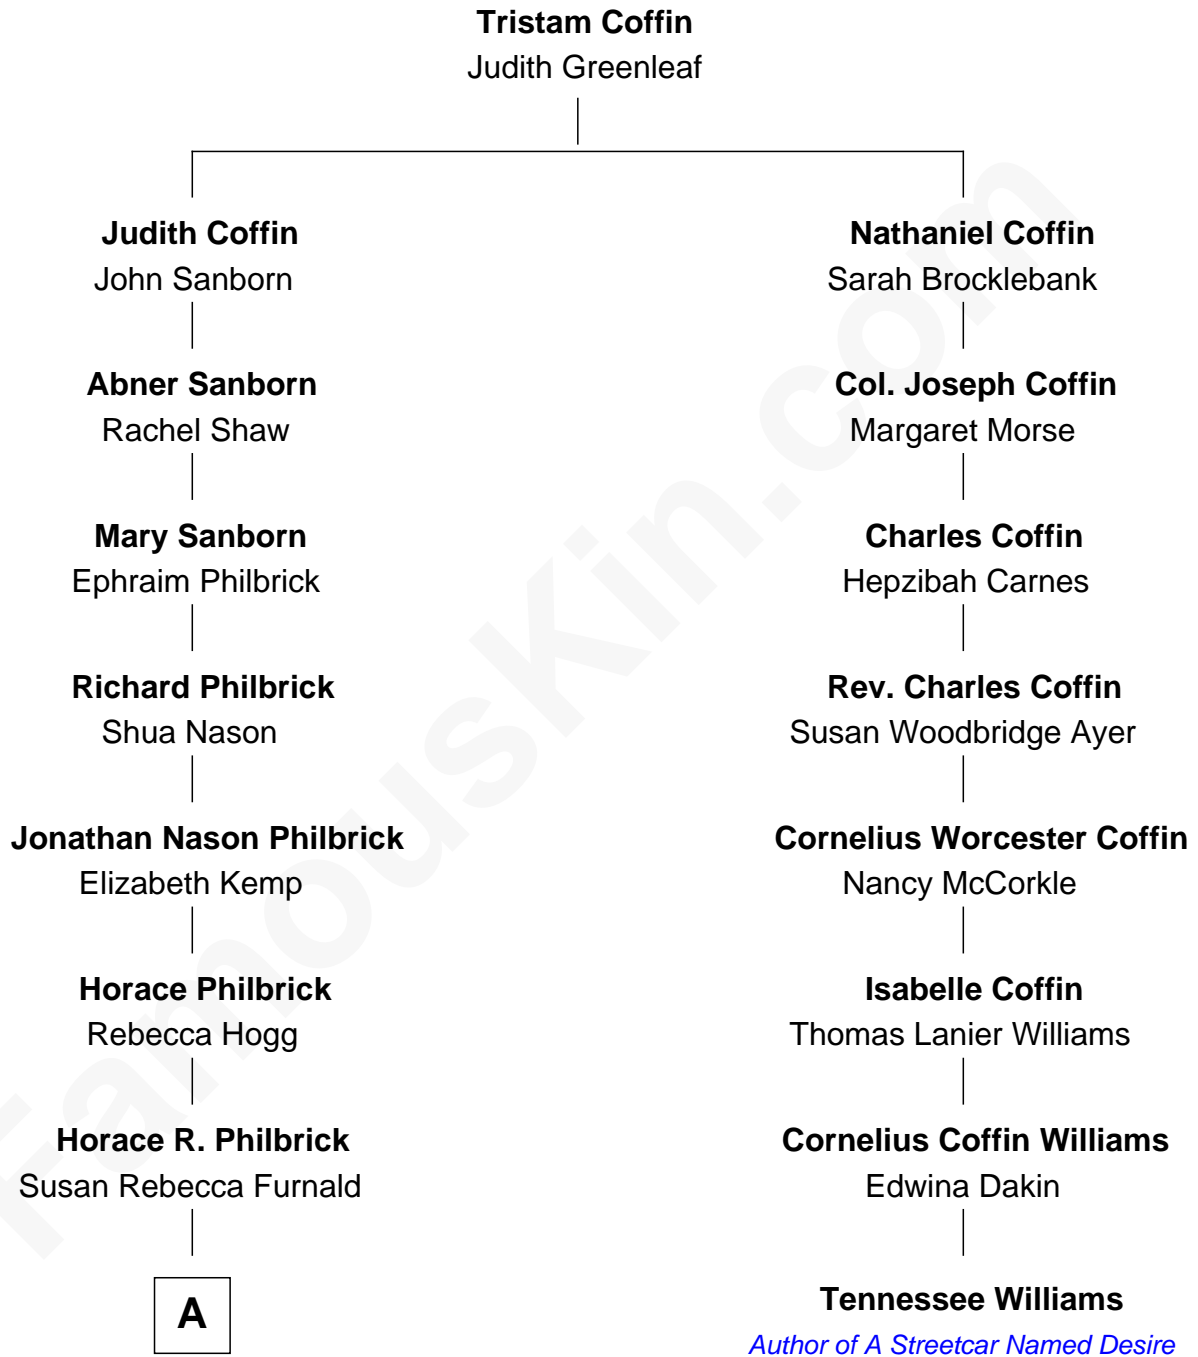 Tristam Coffin
Judith Greenleaf
Judith Coffin
John Sanborn
Abner Sanborn
Rachel Shaw
Mary Sanborn
Ephraim Philbrick
Richard Philbrick
Shua Nason
Jonathan Nason Philbrick
Elizabeth Kemp
Horace Philbrick
Rebecca Hogg
Horace R. Philbrick
Susan Rebecca Furnald
A
Nathaniel Coffin
Sarah Brocklebank
Col. Joseph Coffin
Margaret Morse
Charles Coffin
Hepzibah Carnes
Rev. Charles Coffin
Susan Woodbridge Ayer
Cornelius Worcester Coffin
Nancy McCorkle
Isabelle Coffin
Thomas Lanier Williams
Cornelius Coffin Williams
Edwina Dakin
Tennessee Williams
Author of A Streetcar Named Desire
FamousKin.com